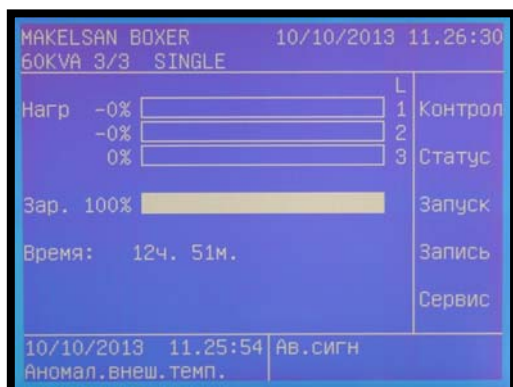 MAKELSAN BOXER 10/10/2013 11.26:30
60KVA 3/3 SINGLE
L
Нагр -0% 1 Контрол
-0% 2
0% 3 Статус
Зар. 100% Запуск
Время: 12ч. 51м. Запись
Сервис
10/10/2013 11.25:54 Ав.сигн
Аномал.внеш.темп.